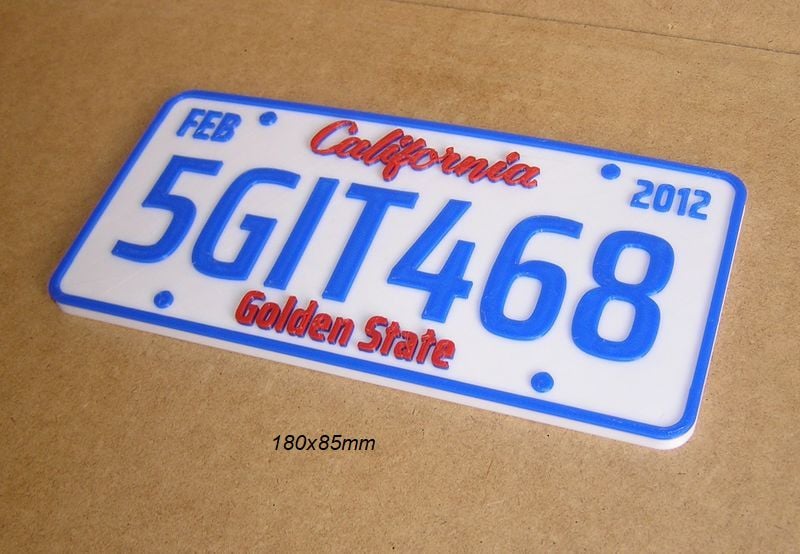 FEB California 2012
5GIT468
Golden State
180x85mm